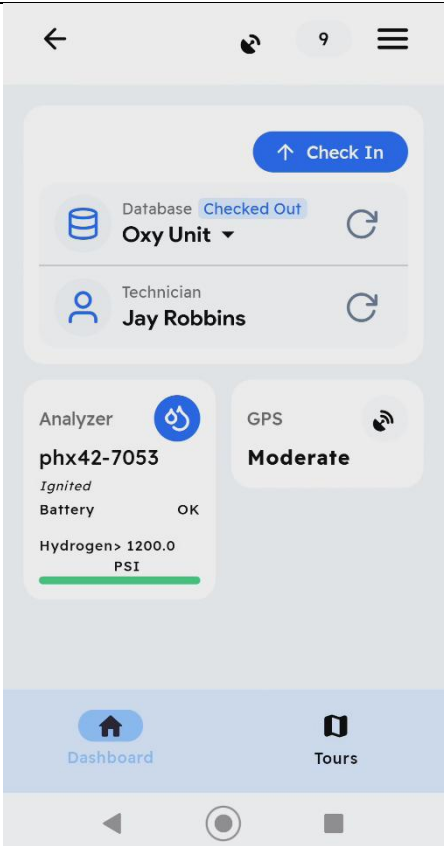 9
Check In
Database Checked Out
Oxy Unit
Technician
Jay Robbins
Analyzer
phx42-7053
Ignited
Battery OK
Hydrogen> 1200.0
PSI
GPS
Moderate
Dashboard
Tours